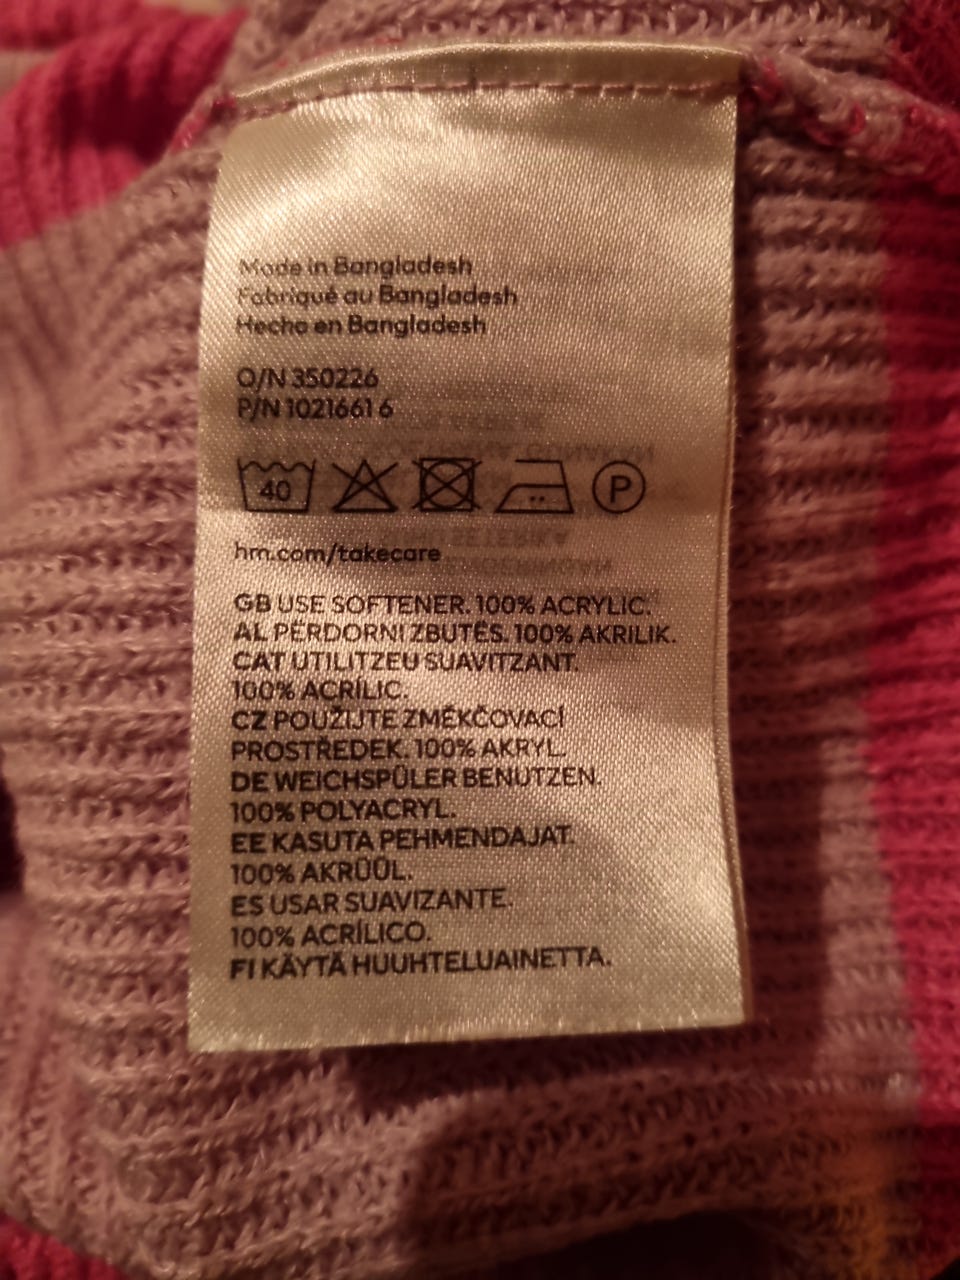 Made in Bangladesh
Fabriqué au Bangladesh
Hecho en Bangladesh
O/N 350226
P/N 1021661 6
40 P
hm.com/takecare
GB USE SOFTENER. 100% ACRYLIC.
AL PËRDORNI ZBUTËS. 100% AKRILIK.
CAT UTILITZEU SUAVITZANT.
100% ACRÍLIC.
CZ POUŽIJTE ZMĚKČOVACÍ
PROSTŘEDEK. 100% AKRYL.
DE WEICHSPÜLER BENUTZEN.
100% POLYACRYL.
EE KASUTA PEHMENDAJAT.
100% AKRÜÜL.
ES USAR SUAVIZANTE.
100% ACRÍLICO.
FI KÄYTÄ HUUHTELUAINETTA.